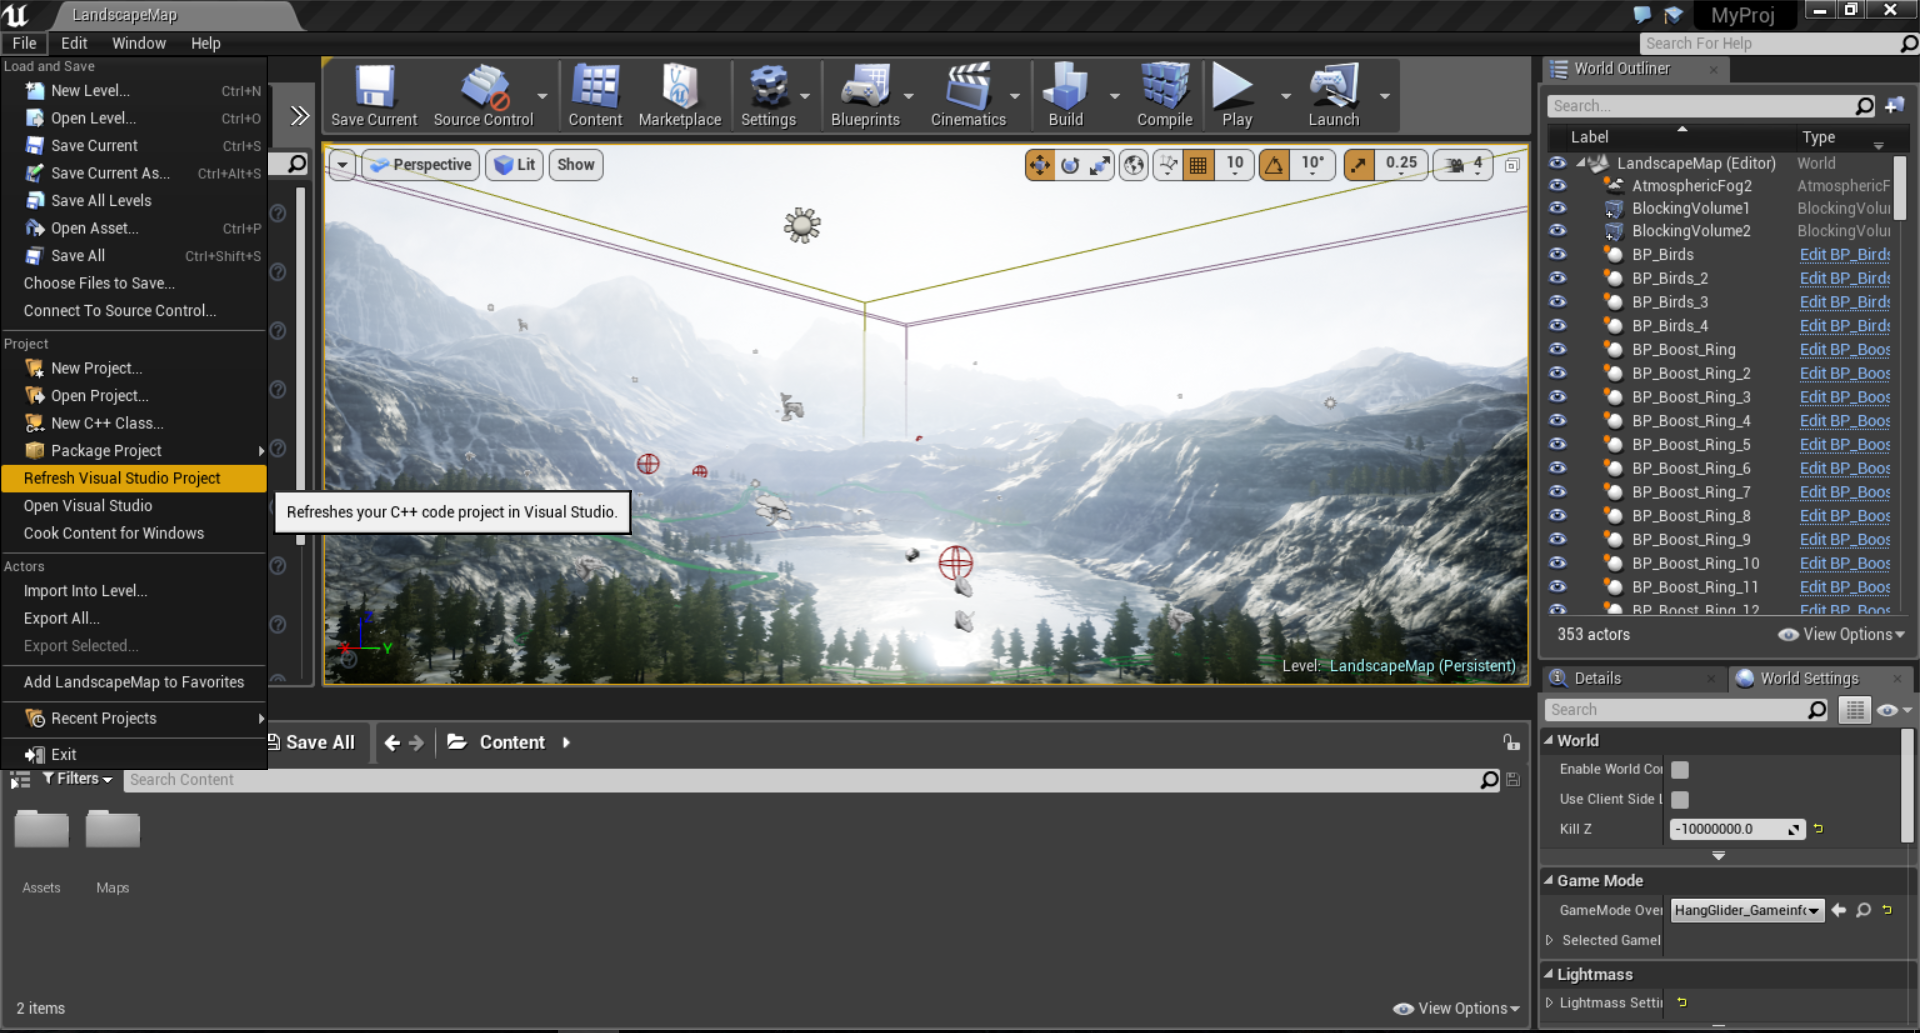 LandscapeMap
MyProj
File Edit Window Help
Search For Help
Load and Save
New Level... Ctrl+N
Open Level... Ctrl+O
Save Current Ctrl+S
Save Current As... Ctrl+Alt+S
Save All Levels
Open Asset... Ctrl+P
Save All Ctrl+Shift+S
Choose Files to Save...
Connect To Source Control...
Project
New Project...
Open Project...
New C++ Class...
Package Project
Refresh Visual Studio Project
Open Visual Studio
Cook Content for Windows
Actors
Import Into Level...
Export All...
Export Selected...
Add LandscapeMap to Favorites
Recent Projects
Exit
Refreshes your C++ code project in Visual Studio.
Save Current Source Control Content Marketplace Settings Blueprints Cinematics Build Compile Play Launch
Perspective Lit Show
10 10° 0.25 4
Z
X Y
Level: LandscapeMap (Persistent)
World Outliner
Search...
Label Type
LandscapeMap (Editor) World
AtmosphericFog2 AtmosphericF
BlockingVolume1 BlockingVolu
BlockingVolume2 BlockingVolu
BP_Birds Edit BP_Birds
BP_Birds_2 Edit BP_Birds
BP_Birds_3 Edit BP_Birds
BP_Birds_4 Edit BP_Birds
BP_Boost_Ring Edit BP_Boos
BP_Boost_Ring_2 Edit BP_Boos
BP_Boost_Ring_3 Edit BP_Boos
BP_Boost_Ring_4 Edit BP_Boos
BP_Boost_Ring_5 Edit BP_Boos
BP_Boost_Ring_6 Edit BP_Boos
BP_Boost_Ring_7 Edit BP_Boos
BP_Boost_Ring_8 Edit BP_Boos
BP_Boost_Ring_9 Edit BP_Boos
BP_Boost_Ring_10 Edit BP_Boos
BP_Boost_Ring_11 Edit BP_Boos
BP_Boost_Ring_12 Edit BP_Boos
353 actors View Options
Details World Settings
Search
World
Enable World Co
Use Client Side L
Kill Z -10000000.0
Game Mode
GameMode Over HangGlider_Gameinfo
Selected GameI
Lightmass
Lightmass Settin
Save All Content
Filters Search Content
Assets Maps
2 items View Options